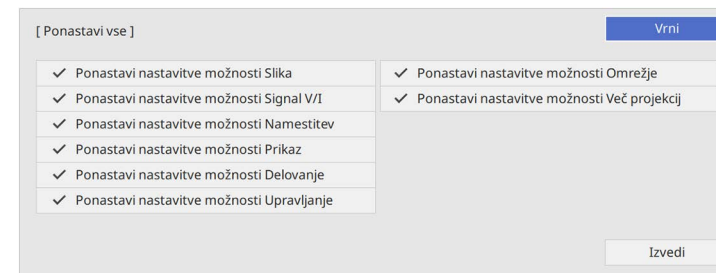 [ Ponastavi vse ]
Vrni
Ponastavi nastavitve možnosti Slika
Ponastavi nastavitve možnosti Signal V/I
Ponastavi nastavitve možnosti Namestitev
Ponastavi nastavitve možnosti Prikaz
Ponastavi nastavitve možnosti Delovanje
Ponastavi nastavitve možnosti Upravljanje
Ponastavi nastavitve možnosti Omrežje
Ponastavi nastavitve možnosti Več projekcij
Izvedi